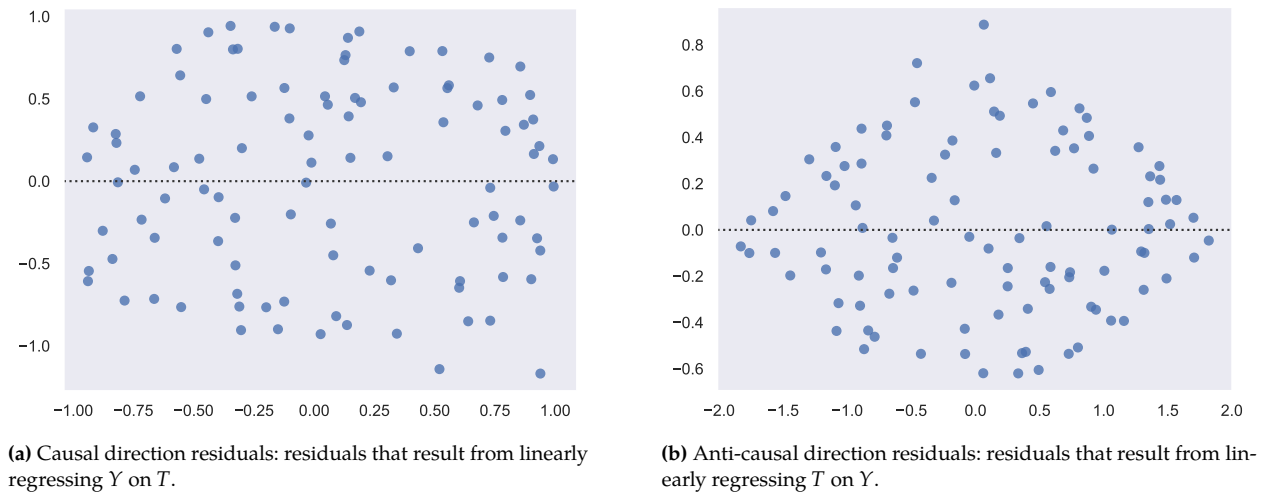 1.0
0.5
0.0
−0.5
−1.0
−1.00 −0.75 −0.50 −0.25 0.00 0.25 0.50 0.75 1.00
(a) Causal direction residuals: residuals that result from linearly
regressing Y on T.
0.8
0.6
0.4
0.2
0.0
−0.2
−0.4
−0.6
−2.0 −1.5 −1.0 −0.5 0.0 0.5 1.0 1.5 2.0
(b) Anti-causal direction residuals: residuals that result from lin-
early regressing T on Y.